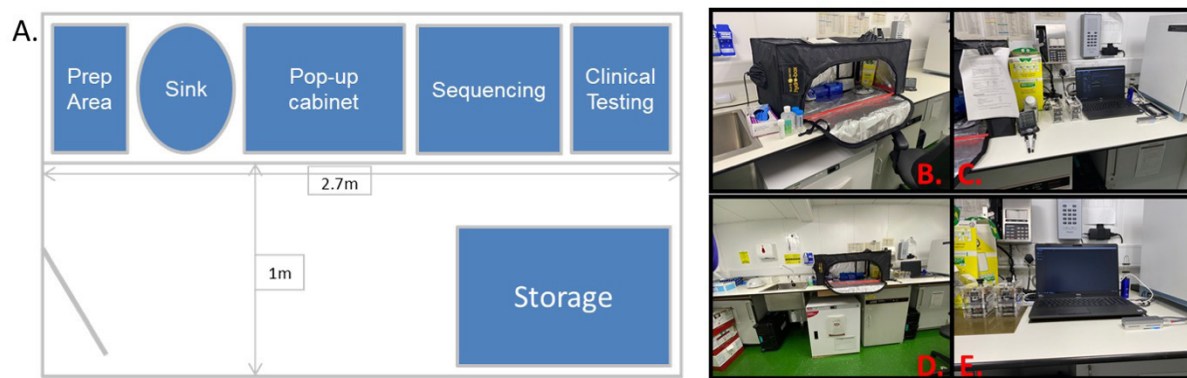 A.
Prep
Area
Sink
Pop-up
cabinet
Sequencing
Clinical
Testing
2.7m
1m
Storage
B.
C.
D.
E.